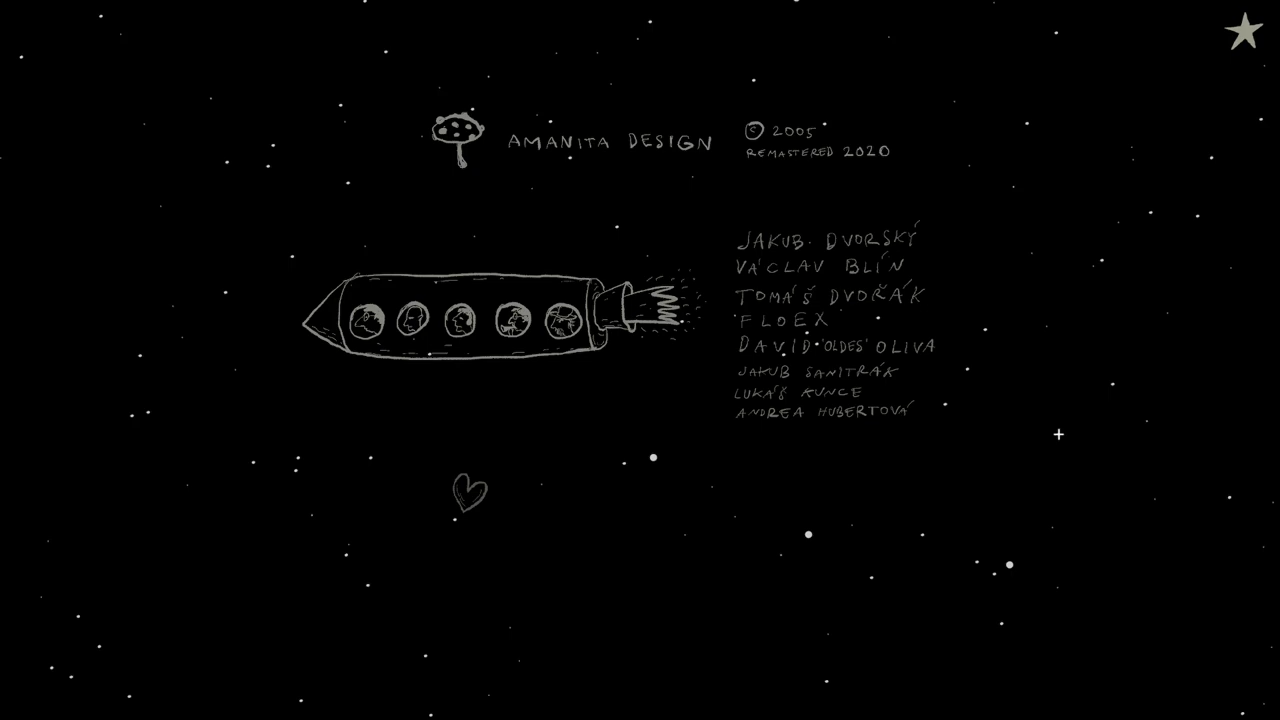 AMANITA DESIGN
© 2005
REMASTERED 2020
JAKUB DVORSKÝ
VÁCLAV BLÍN
TOMÁŠ DVOŘÁK
FLOEX
DAVID 'OLDES' OLIVA
JAKUB SANITRÁK
LUKÁŠ KUNCE
ANDREA HUBERTOVÁ